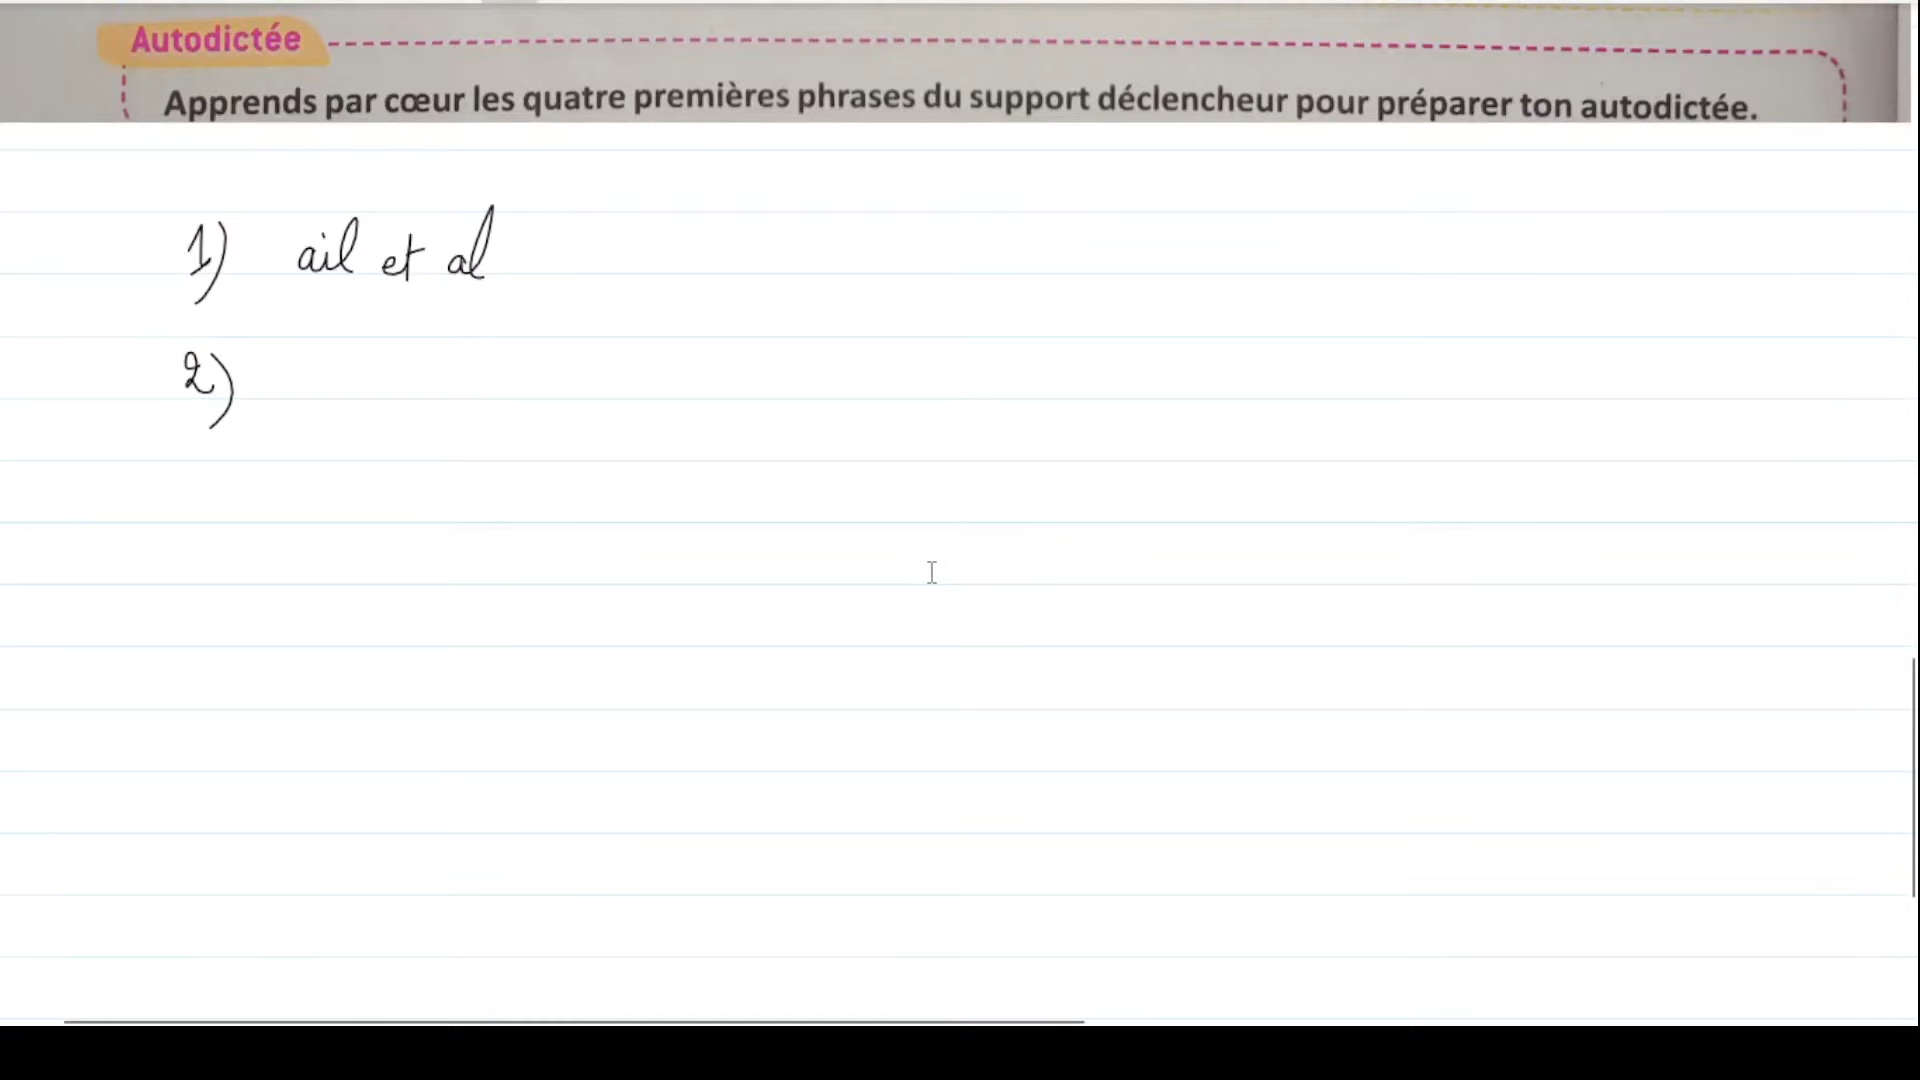 Autodictée
Apprends par cœur les quatre premières phrases du support déclencheur pour préparer ton autodictée.
1) ail et al
2)